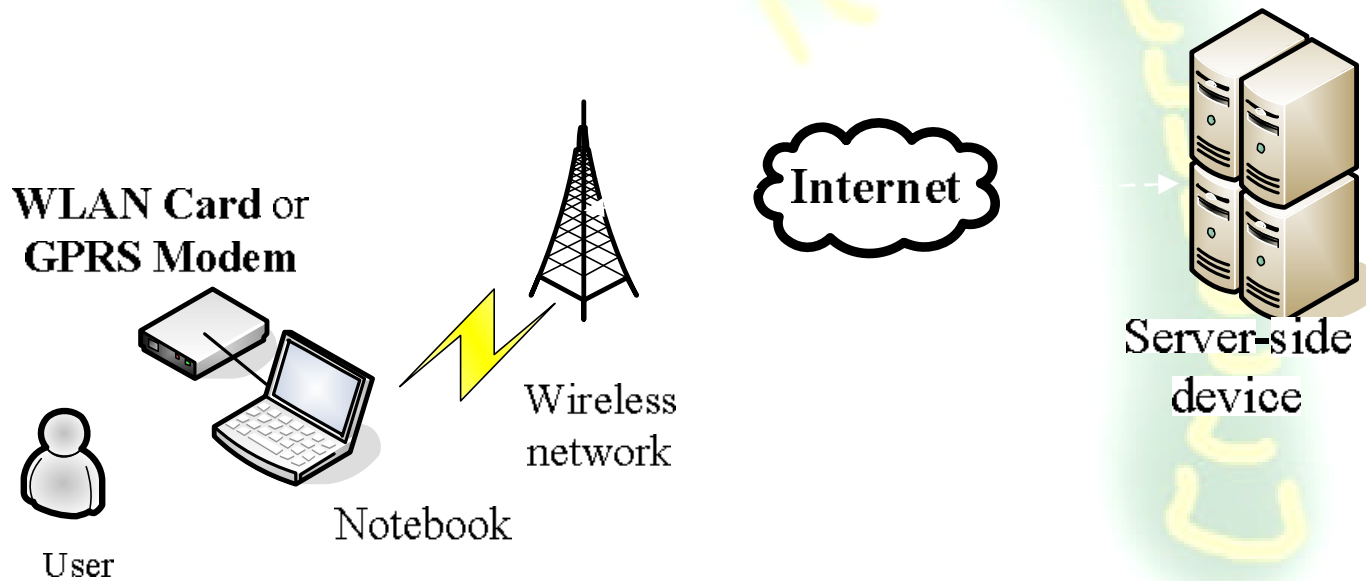 WLAN Card or
GPRS Modem
User
Notebook
Wireless
network
Internet
Server-side
device